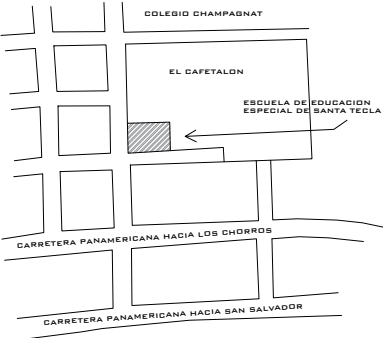 COLEGIO CHAMPAGNAT
EL CAFETALON
ESCUELA DE EDUCACION
ESPECIAL DE SANTA TECLA
CARRETERA PANAMERICANA HACIA LOS CHORROS
CARRETERA PANAMERICANA HACIA SAN SALVADOR